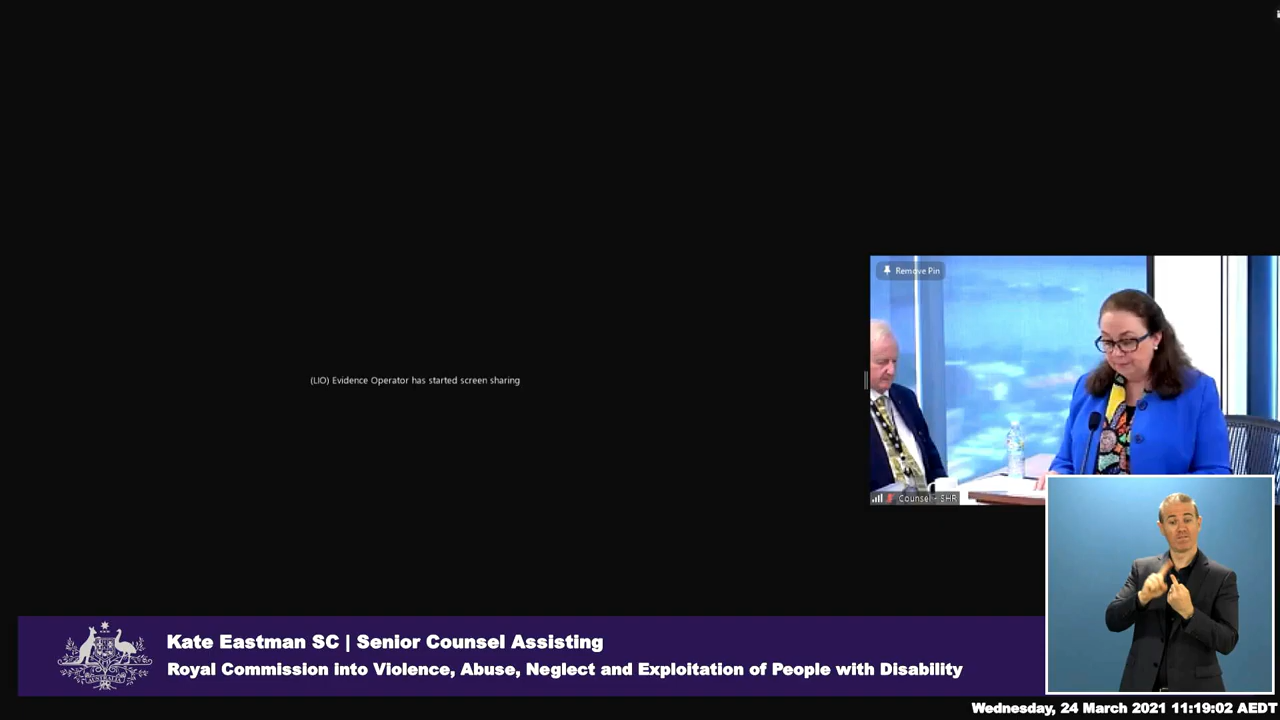 Remove Pin
(LIO) Evidence Operator has started screen sharing
Counsel - SHR
Kate Eastman SC | Senior Counsel Assisting
Royal Commission into Violence, Abuse, Neglect and Exploitation of People with Disability
Wednesday, 24 March 2021 11:19:02 AEDT